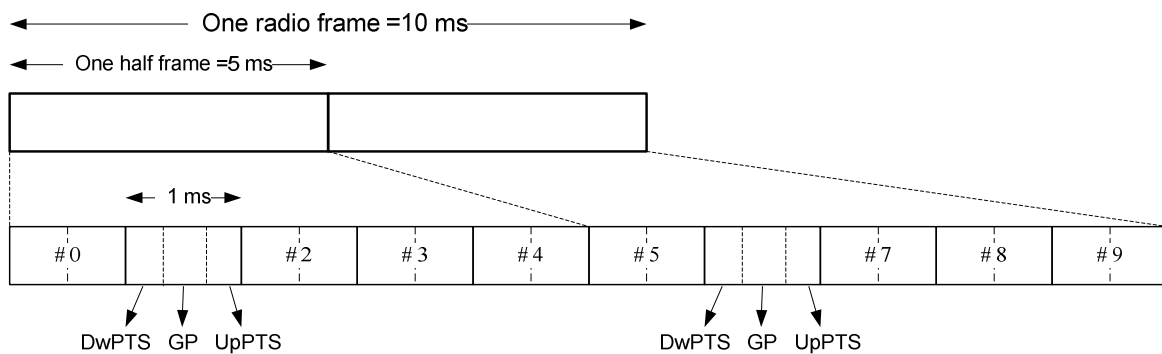 One radio frame =10 ms
One half frame =5 ms
1 ms
#0 #2 #3 #4 #5 #7 #8 #9
DwPTS GP UpPTS DwPTS GP UpPTS